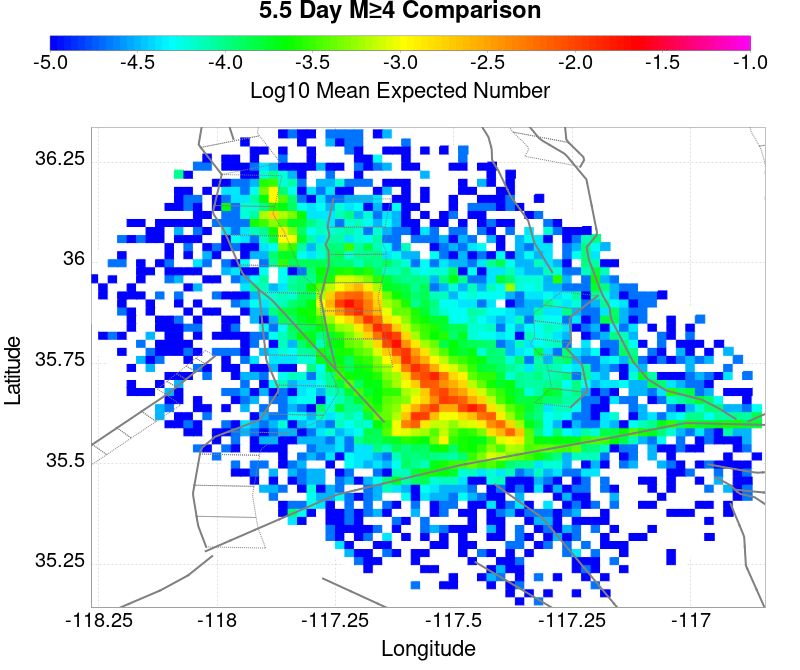 5.5 Day M≥4 Comparison
-5.0 -4.5 -4.0 -3.5 -3.0 -2.5 -2.0 -1.5 -1.0
Log10 Mean Expected Number
36.25
36
35.75
35.5
35.25
Latitude
-118.25 -118 -117.25 -117.5 -117.25 -117
Longitude